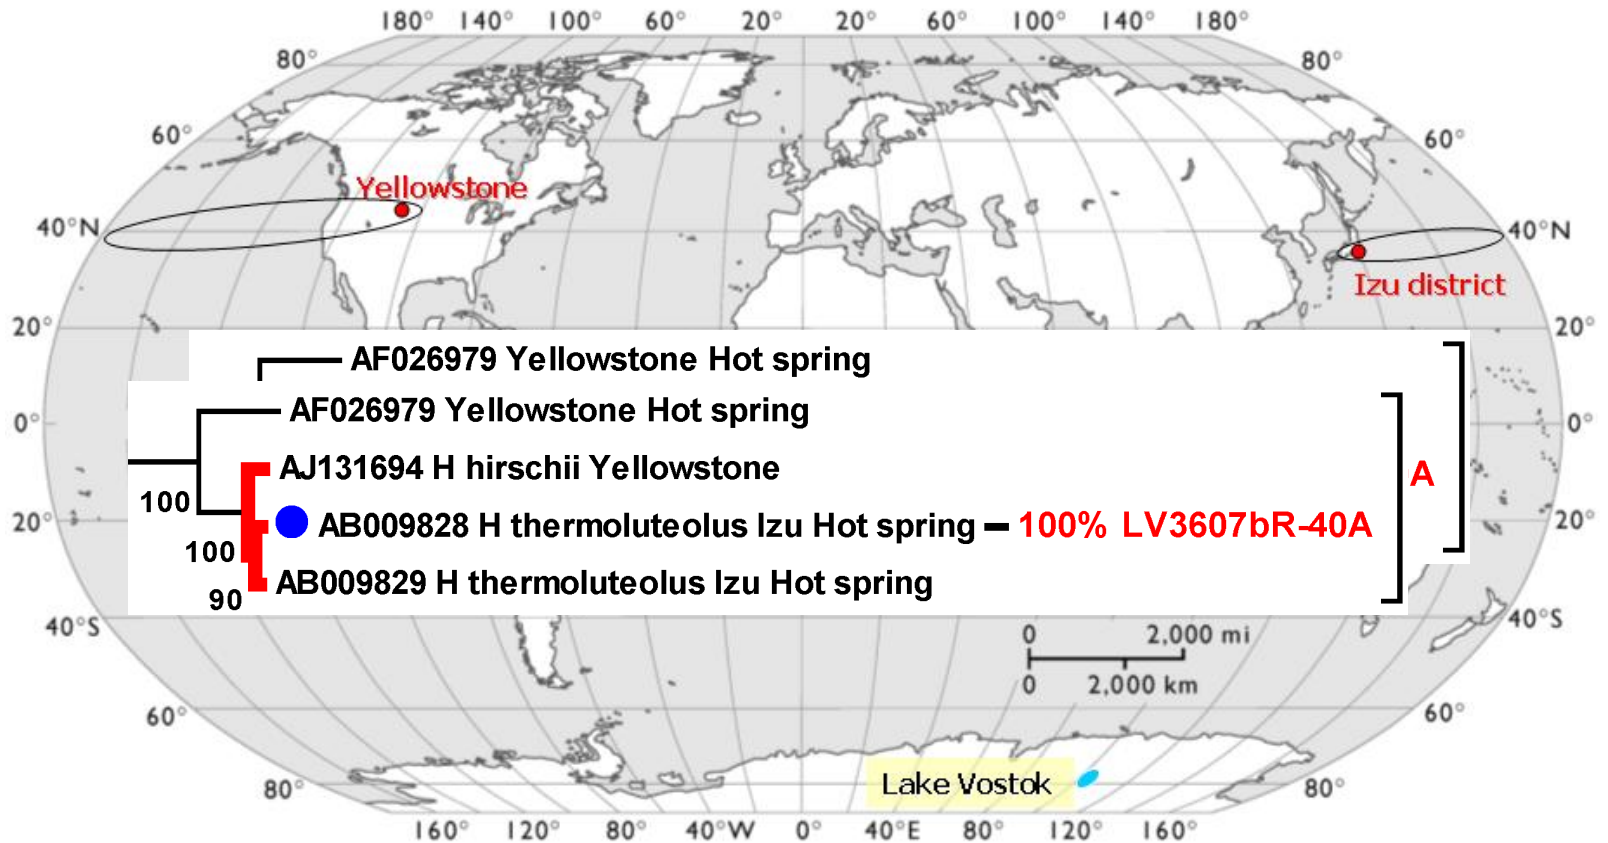 180° 140° 100° 60° 20° 20° 60° 100° 140° 180°
80° 80°
60° 60°
Yellowstone
40°N 40°N
Izu district
20° 20°
AF026979 Yellowstone Hot spring
AF026979 Yellowstone Hot spring
0° 0°
AJ131694 H hirschii Yellowstone
A
100
20° 20°
AB009828 H thermoluteolus Izu Hot spring – 100% LV3607bR-40A
100
AB009829 H thermoluteolus Izu Hot spring
90
40°S 40°S
0 2,000 mi
0 2,000 km
60° 60°
Lake Vostok
80° 80°
160° 120° 80° 40°W 0° 40°E 80° 120° 160°